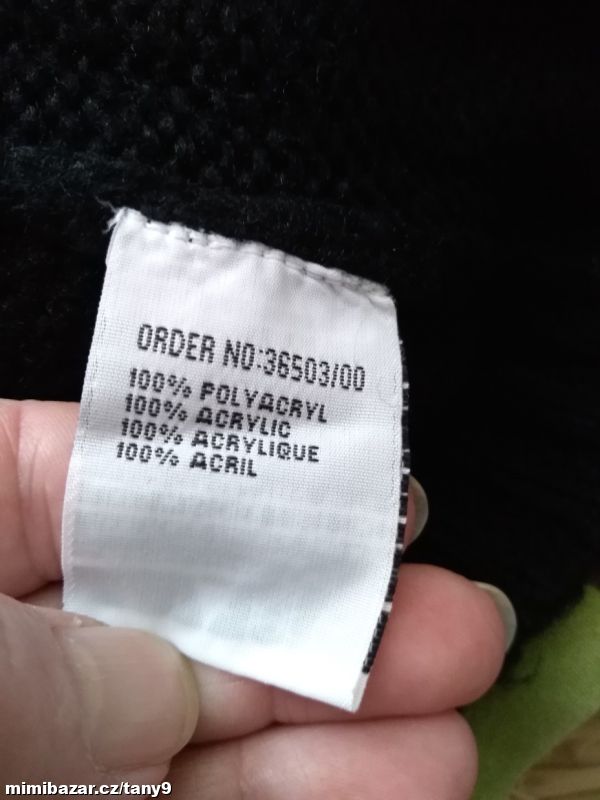 ORDER NO:36503/00
100% POLYACRYL
100% ACRYLIC
100% ACRYLIQUE
100% ACRIL
mimibazar.cz/tany9